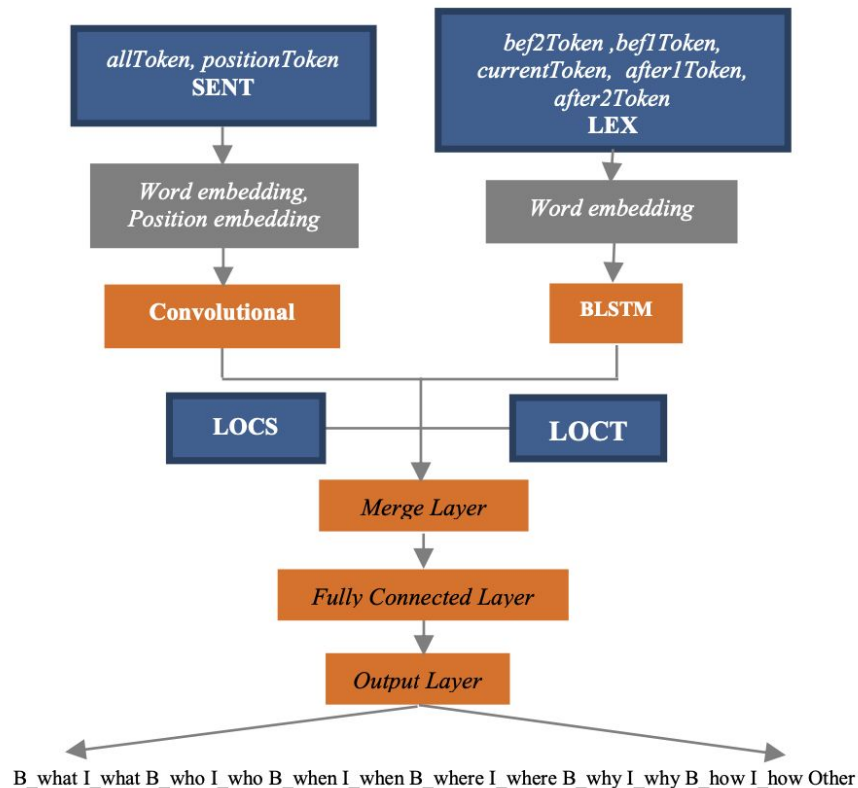 allToken, positionToken
SENT
bef2Token ,bef1Token,
currentToken, after1Token,
after2Token
LEX
Word embedding,
Position embedding
Word embedding
Convolutional
BLSTM
LOCS
LOCT
Merge Layer
Fully Connected Layer
Output Layer
B_what I_what B_who I_who B_when I_when B_where I_where B_why I_why B_how I_how Other